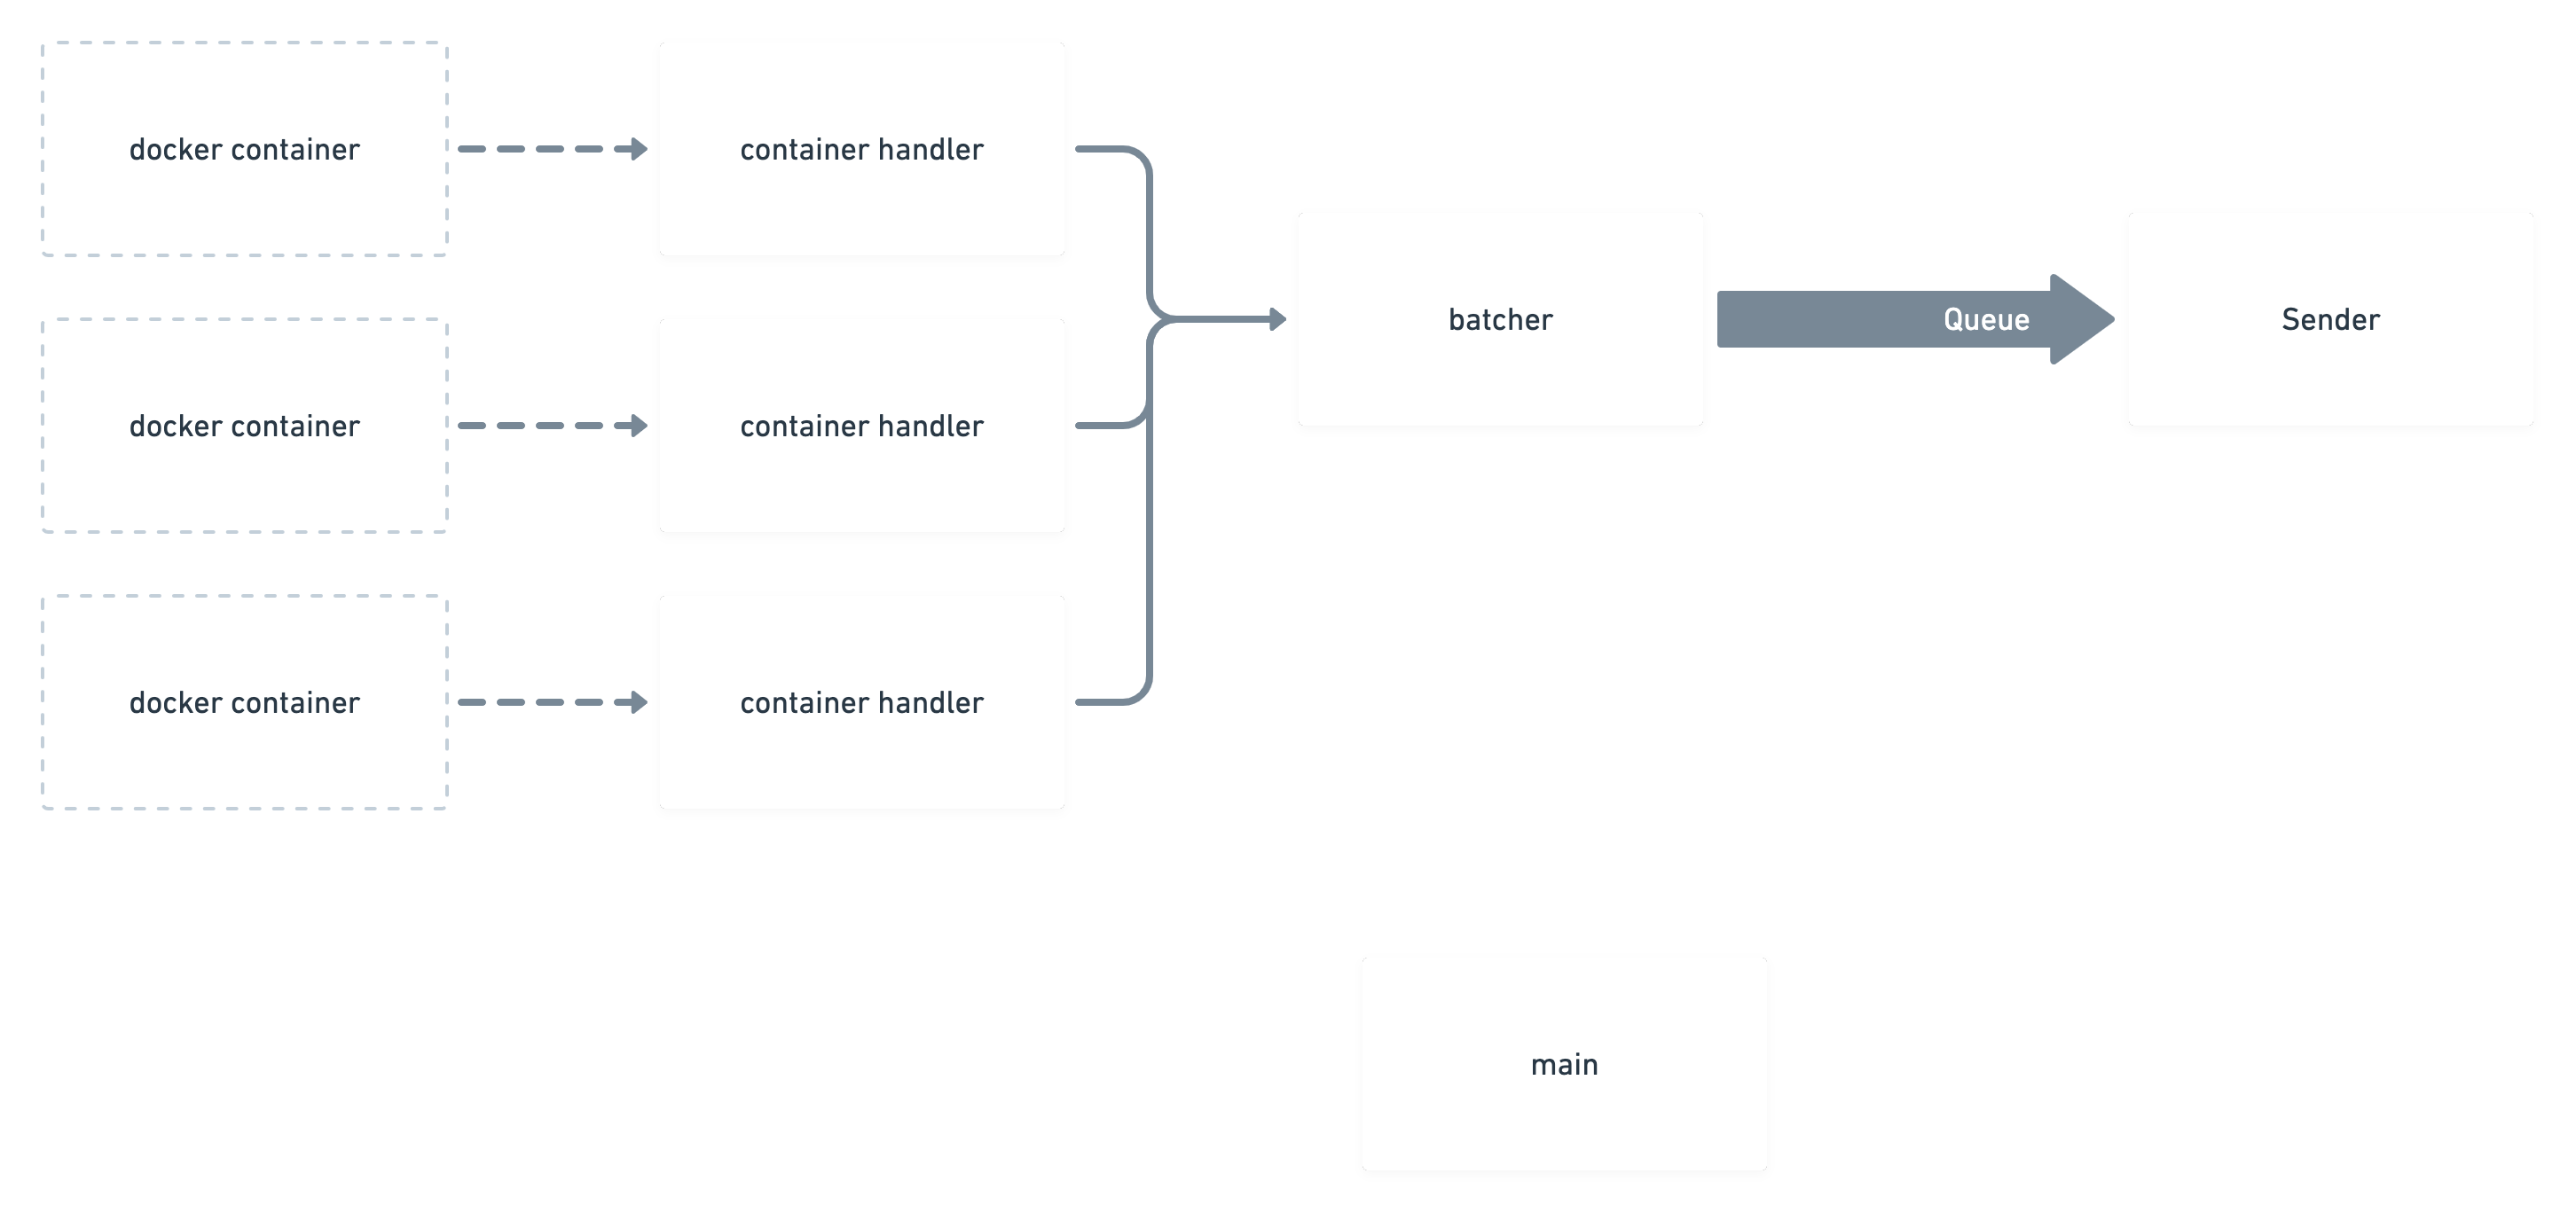 docker container
container handler
docker container
container handler
docker container
container handler
batcher
Queue
Sender
main